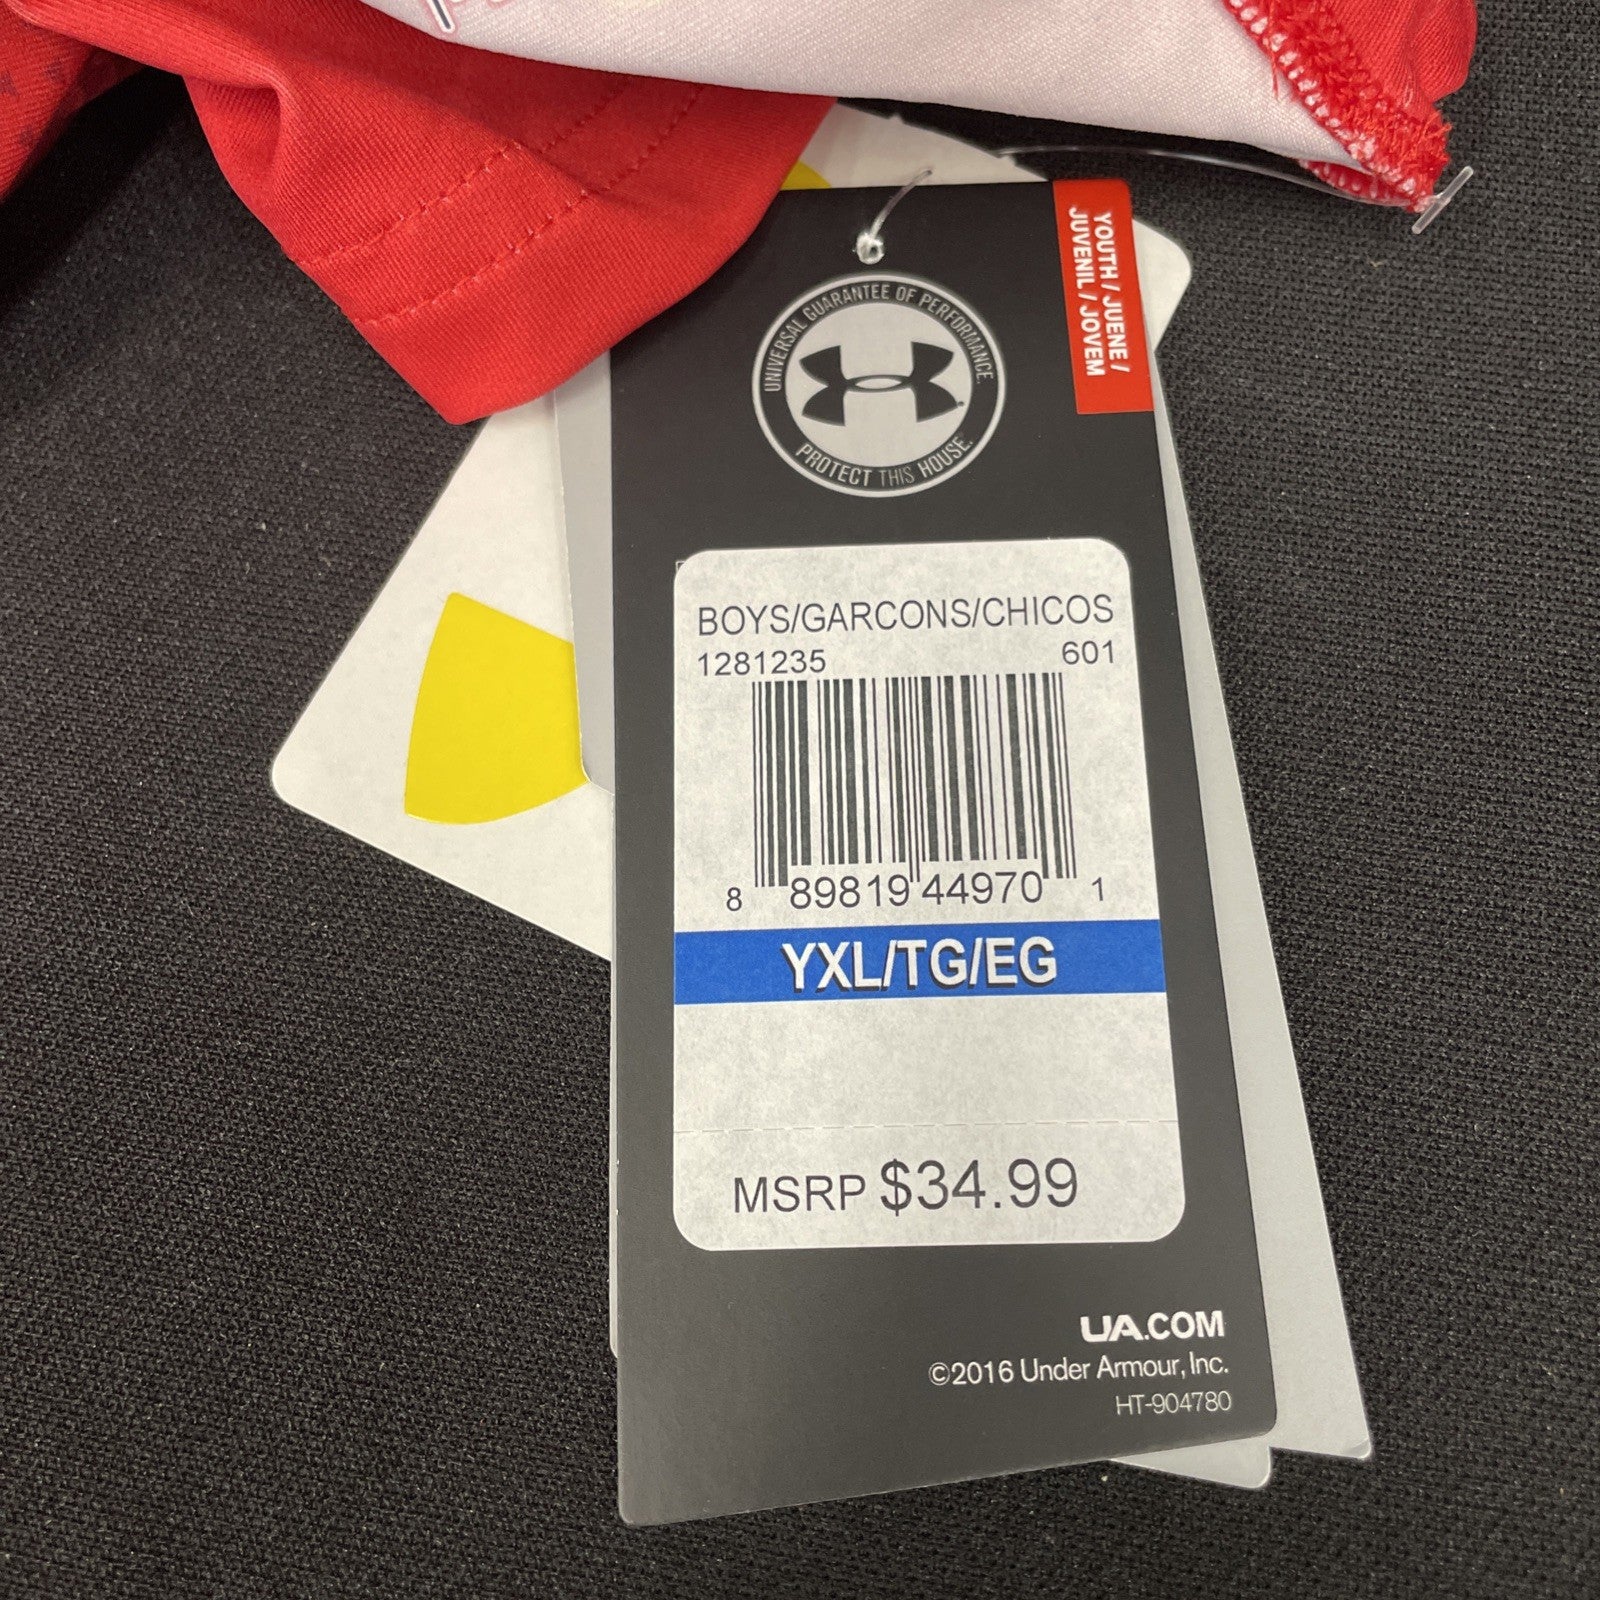 YOUTH / JUENE /
JUVENIL / JOVEM
UNIVERSAL GUARANTEE OF PERFORMANCE.
PROTECT THIS HOUSE.
BOYS/GARCONS/CHICOS
1281235 601
8 89819 44970 1
YXL/TG/EG
MSRP $34.99
UA.COM
©2016 Under Armour, Inc.
HT-904780